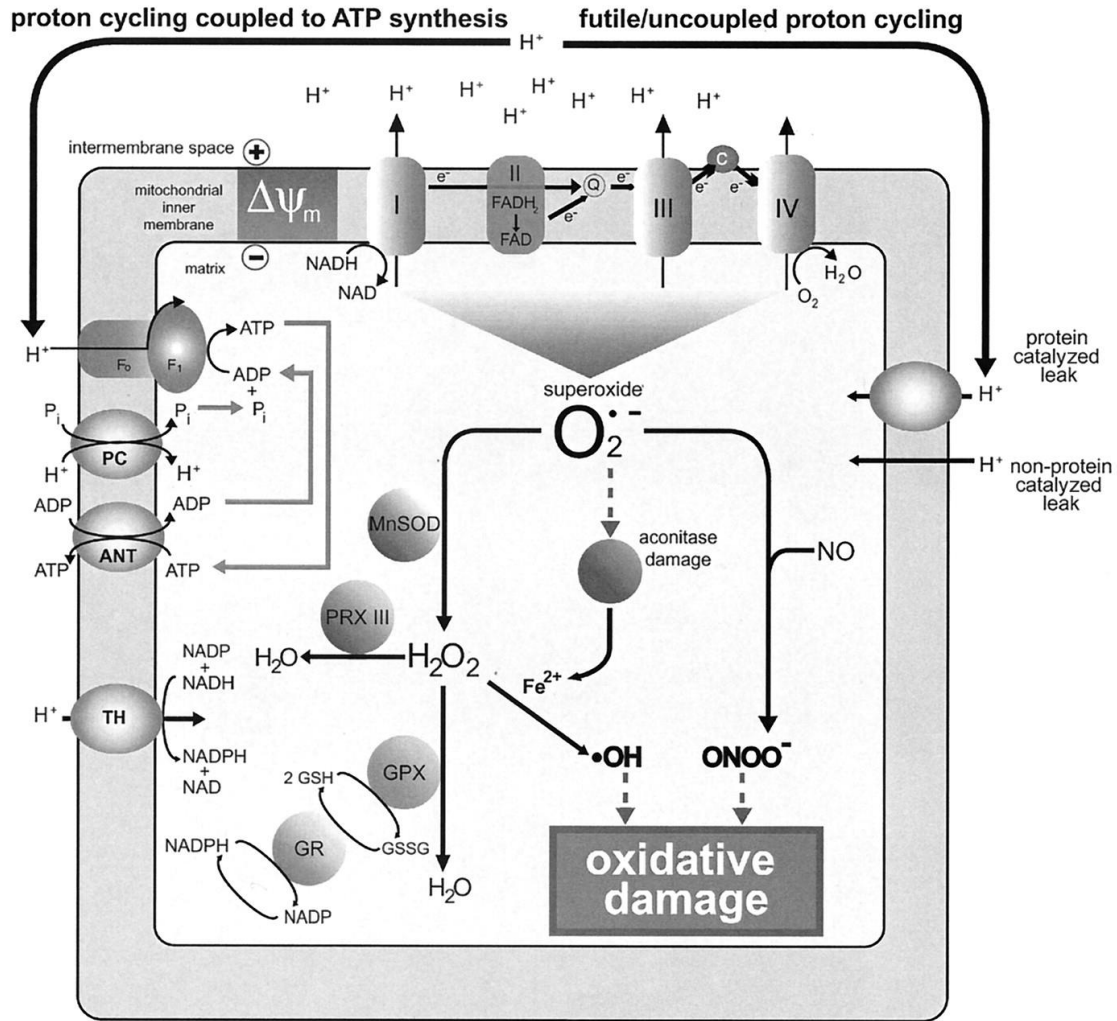 proton cycling coupled to ATP synthesis
futile/uncoupled proton cycling
H⁺
H⁺ H⁺ H⁺ H⁺ H⁺ H⁺ H⁺ H⁺
intermembrane space +
mitochondrial
inner
membrane
Δψm
−
matrix
I
e⁻
II
FADH₂
FAD
e⁻
Q
e⁻
III
e⁻
C
e⁻
IV
NADH
NAD
H₂O
O₂
H⁺
F₀
F₁
ATP
ADP
+
Pᵢ
Pᵢ
Pᵢ
PC
H⁺
H⁺
ADP
ADP
ANT
ATP
ATP
protein
catalyzed
leak
H⁺
H⁺
non-protein
catalyzed
leak
superoxide
O₂•⁻
MnSOD
aconitase
damage
NO
PRX III
H₂O
H₂O₂
Fe²⁺
NADP
+
NADH
H⁺
TH
NADPH
+
NAD
•OH
ONOO⁻
2 GSH
GPX
GSSG
NADPH
GR
NADP
H₂O
oxidative
damage